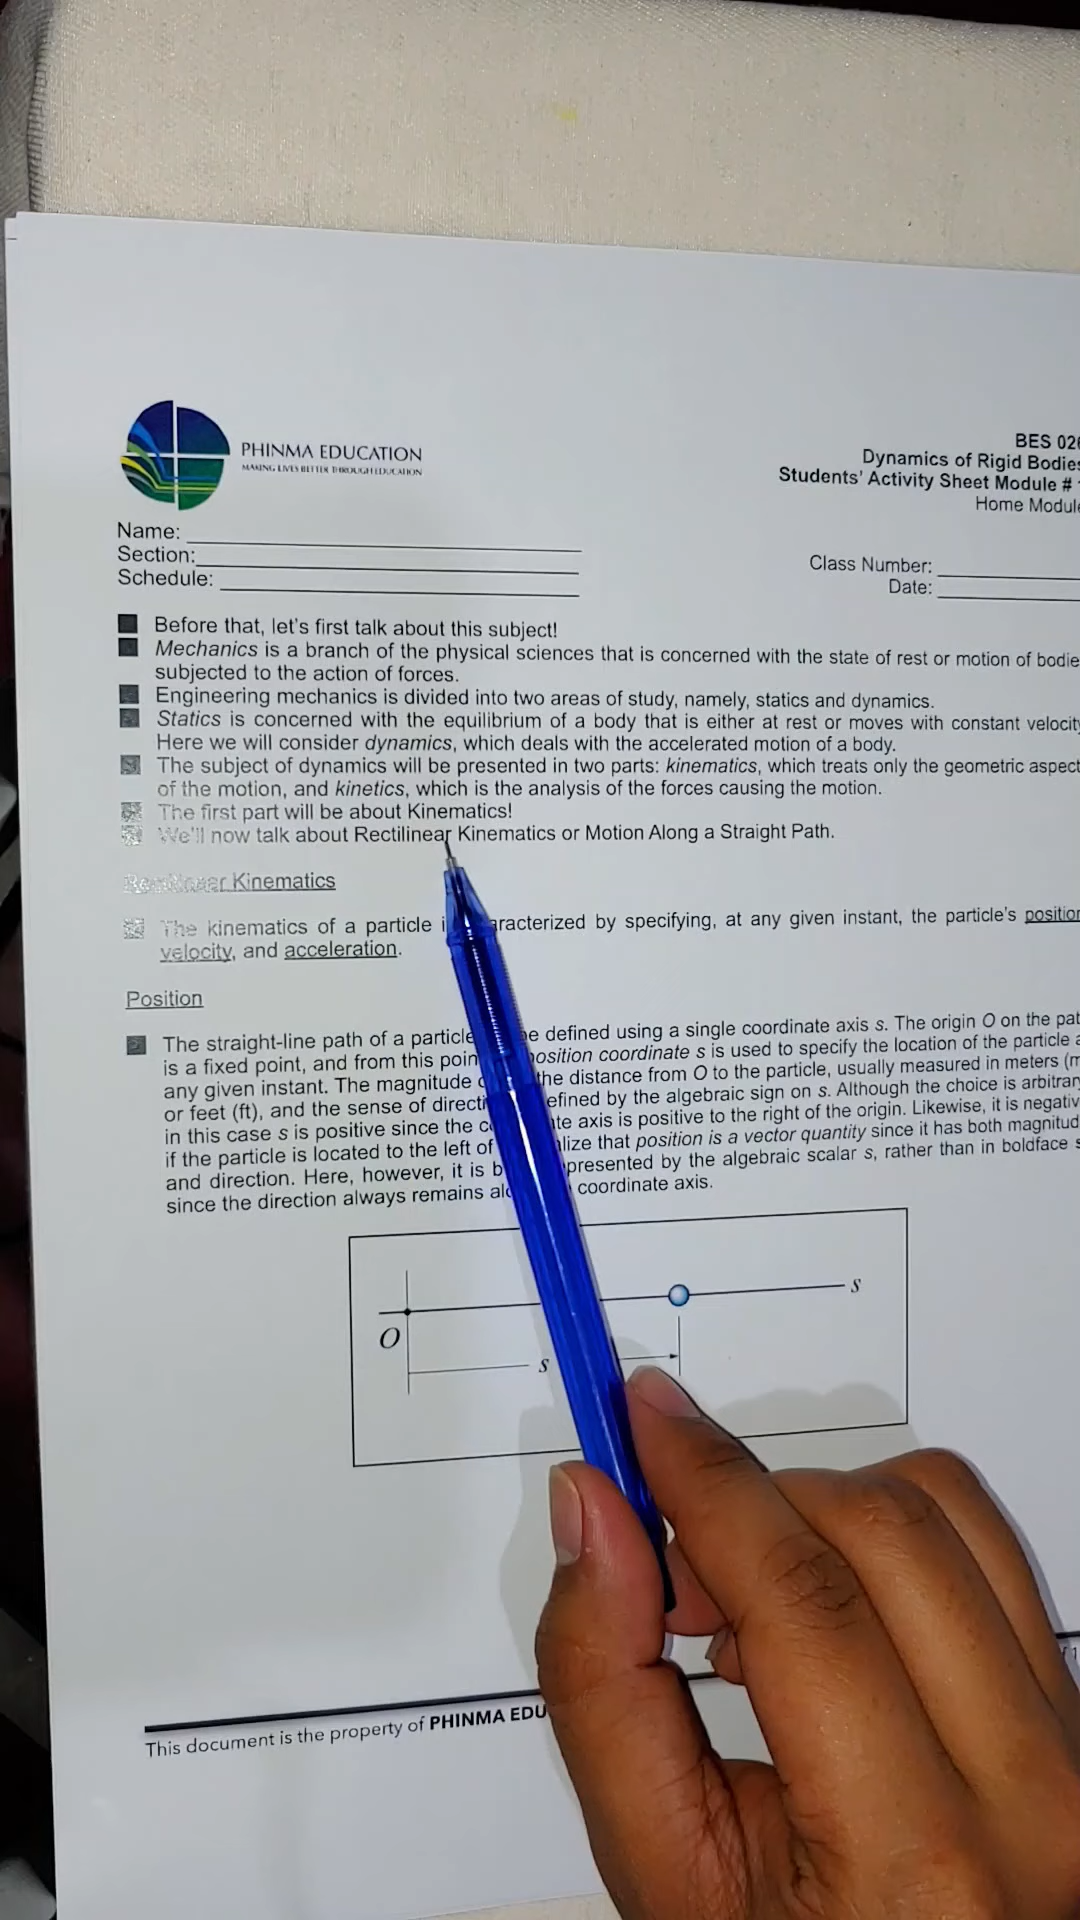 PHINMA EDUCATION
MAKING LIVES BETTER THROUGH EDUCATION
BES 026
Dynamics of Rigid Bodies
Students' Activity Sheet Module #
Home Module
Name:
Section:
Schedule:
Class Number:
Date:
Before that, let's first talk about this subject!
Mechanics is a branch of the physical sciences that is concerned with the state of rest or motion of bodie
subjected to the action of forces.
Engineering mechanics is divided into two areas of study, namely, statics and dynamics.
Statics is concerned with the equilibrium of a body that is either at rest or moves with constant velocity
Here we will consider dynamics, which deals with the accelerated motion of a body.
The subject of dynamics will be presented in two parts: kinematics, which treats only the geometric aspect
of the motion, and kinetics, which is the analysis of the forces causing the motion.
The first part will be about Kinematics!
We'll now talk about Rectilinear Kinematics or Motion Along a Straight Path.
Rectilinear Kinematics
The kinematics of a particle i aracterized by specifying, at any given instant, the particle's position
velocity, and acceleration.
Position
The straight-line path of a particle e defined using a single coordinate axis s. The origin O on the pat
is a fixed point, and from this poin position coordinate s is used to specify the location of the particle a
any given instant. The magnitude the distance from O to the particle, usually measured in meters (m
or feet (ft), and the sense of directi efined by the algebraic sign on s. Although the choice is arbitrar
in this case s is positive since the c te axis is positive to the right of the origin. Likewise, it is negativ
if the particle is located to the left of lize that position is a vector quantity since it has both magnitud
and direction. Here, however, it is b presented by the algebraic scalar s, rather than in boldface s
since the direction always remains alo coordinate axis.
s
O
s
This document is the property of PHINMA EDU